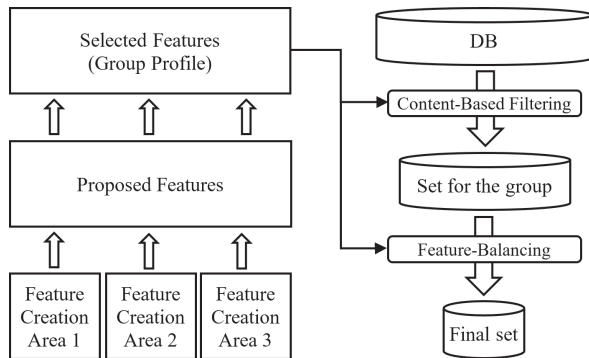 Selected Features
(Group Profile)
Proposed Features
Feature
Creation
Area 1
Feature
Creation
Area 2
Feature
Creation
Area 3
DB
Content-Based Filtering
Set for the group
Feature-Balancing
Final set